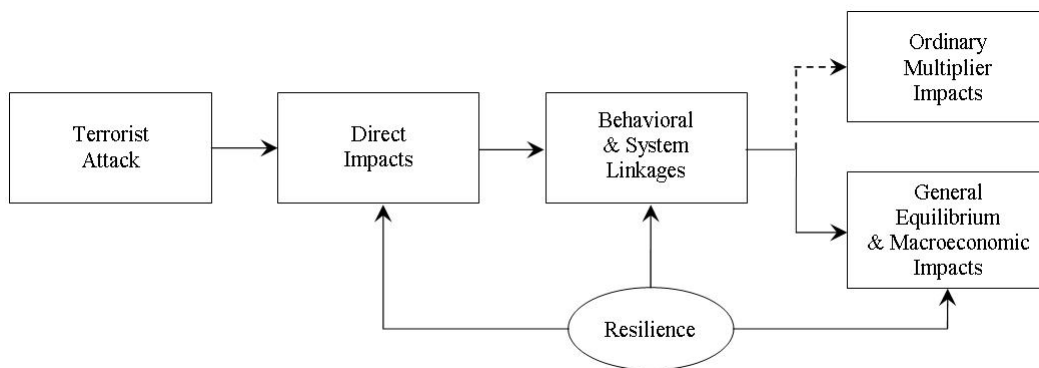 Terrorist
Attack
Direct
Impacts
Behavioral
& System
Linkages
Ordinary
Multiplier
Impacts
General
Equilibrium
& Macroeconomic
Impacts
Resilience